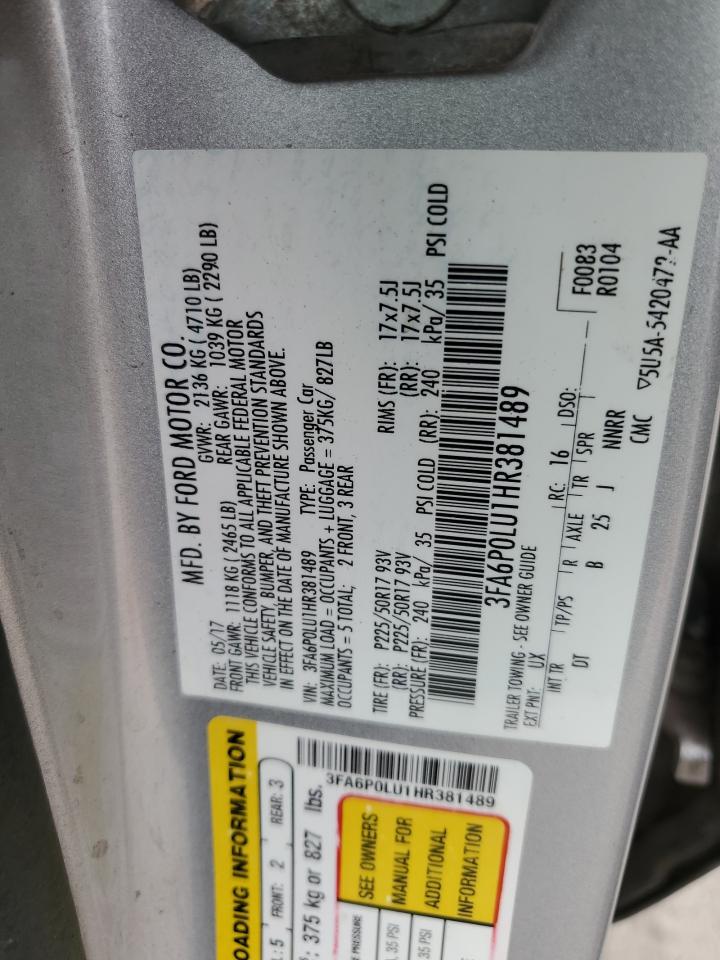 MFD. BY FORD MOTOR CO.
DATE: 05/17 GVWR: 2136 KG ( 4710 LB)
FRONT GAWR: 1118 KG ( 2465 LB) REAR GAWR: 1039 KG ( 2290 LB)
THIS VEHICLE CONFORMS TO ALL APPLICABLE FEDERAL MOTOR
VEHICLE SAFETY, BUMPER, AND THEFT PREVENTION STANDARDS
IN EFFECT ON THE DATE OF MANUFACTURE SHOWN ABOVE.
VIN: 3FA6P0LU1HR381489 TYPE: Passenger Car
MAXIMUM LOAD = OCCUPANTS + LUGGAGE = 375KG/ 827LB
OCCUPANTS = 5 TOTAL; 2 FRONT, 3 REAR
TIRE (FR): P225/50R17 93V RIMS (FR): 17x7.5J
(RR): P225/50R17 93V (RR): 17x7.5J
PRESSURE (FR): 240 kPa/ 35 PSI COLD (RR): 240 kPa/ 35 PSI COLD
3FA6P0LU1HR381489
TRAILER TOWING - SEE OWNER GUIDE
EXT PNT: UX RC: 16 DSO: F0083
R0104
INT TR TP/PS R AXLE TR SPR
DT B 25 J NNRR
CMC ▽5U5A-5420472-AA
OADING INFORMATION
L: 5 FRONT: 2 REAR: 3
: 375 kg or 827 lbs.
3FA6P0LU1HR381489
PRESSURE
35 PSI
35 PSI
SEE OWNERS
MANUAL FOR
ADDITIONAL
INFORMATION